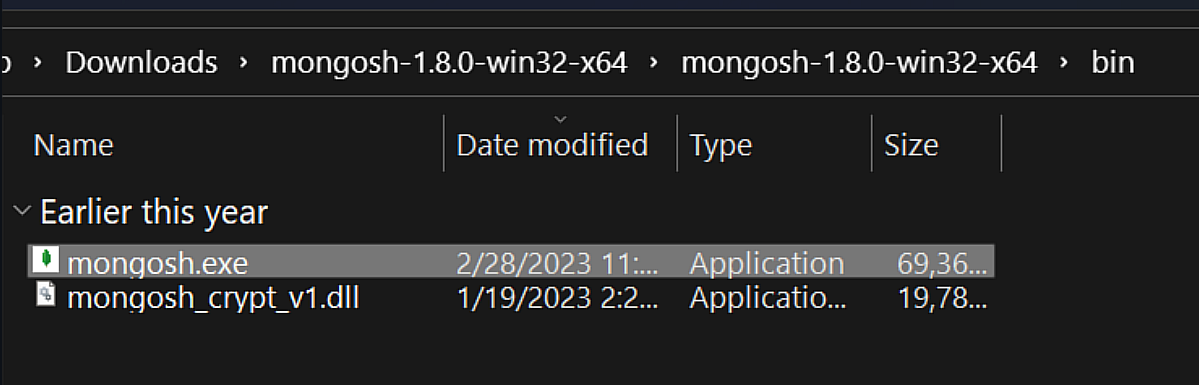 › Downloads › mongosh-1.8.0-win32-x64 › mongosh-1.8.0-win32-x64 › bin
Name Date modified Type Size
Earlier this year
mongosh.exe 2/28/2023 11:... Application 69,36...
mongosh_crypt_v1.dll 1/19/2023 2:2... Applicatio... 19,78...